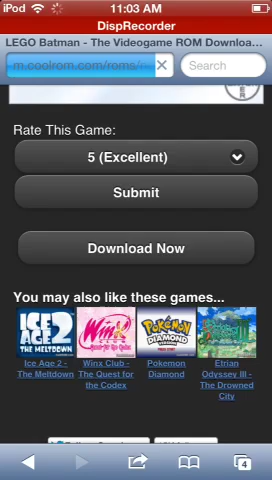 iPod 11:03 AM
DispRecorder
LEGO Batman - The Videogame ROM Downloa...
m.coolrom.com/roms/
Search
Rate This Game:
5 (Excellent)
Submit
Download Now
You may also like these games...
ICE AGE 2 THE MELTDOWN
Winx CLUB
POKéMON DIAMOND VERSION
Ice Age 2 - Winx Club - Pokemon Etrian
The Meltdown The Quest for Diamond Odyssey III -
the Codex The Drowned
City
4